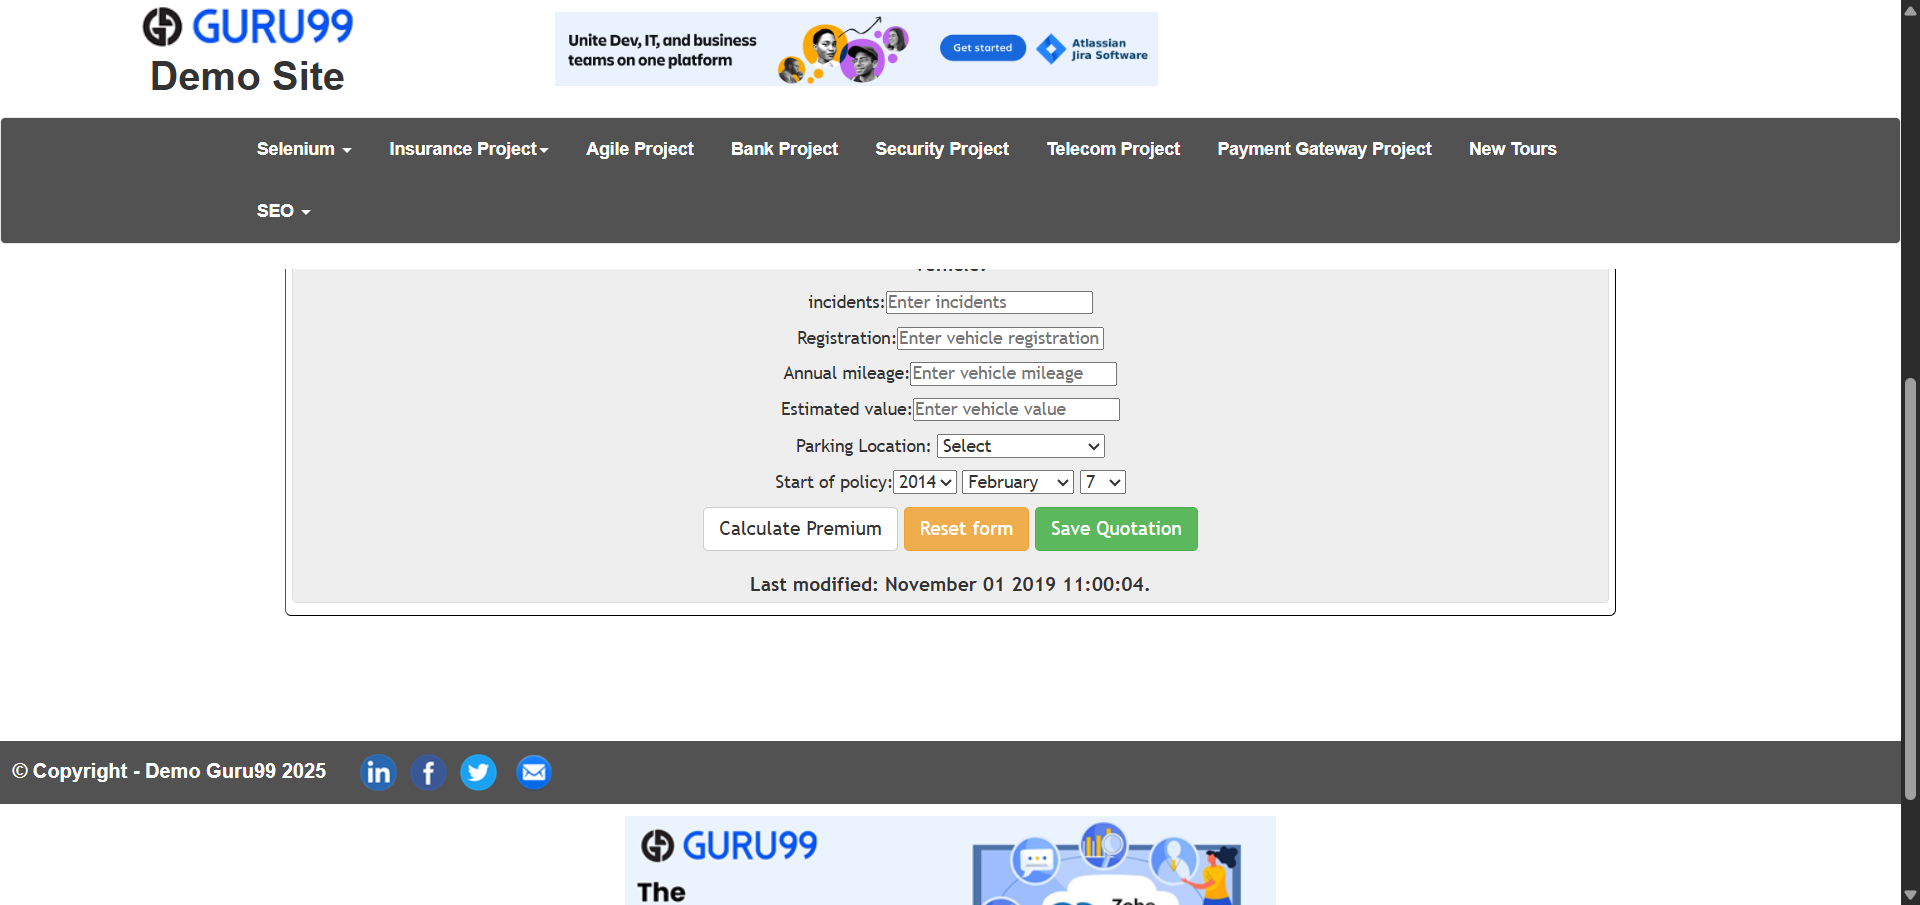 GURU99
Demo Site
Unite Dev, IT, and business
teams on one platform
Get started
Atlassian
Jira Software
Selenium
Insurance Project
Agile Project
Bank Project
Security Project
Telecom Project
Payment Gateway Project
New Tours
SEO
incidents:
Enter incidents
Registration:
Enter vehicle registration
Annual mileage:
Enter vehicle mileage
Estimated value:
Enter vehicle value
Parking Location:
Select
Start of policy:
2014
February
7
Calculate Premium
Reset form
Save Quotation
Last modified: November 01 2019 11:00:04.
© Copyright - Demo Guru99 2025
in
f
GURU99
The